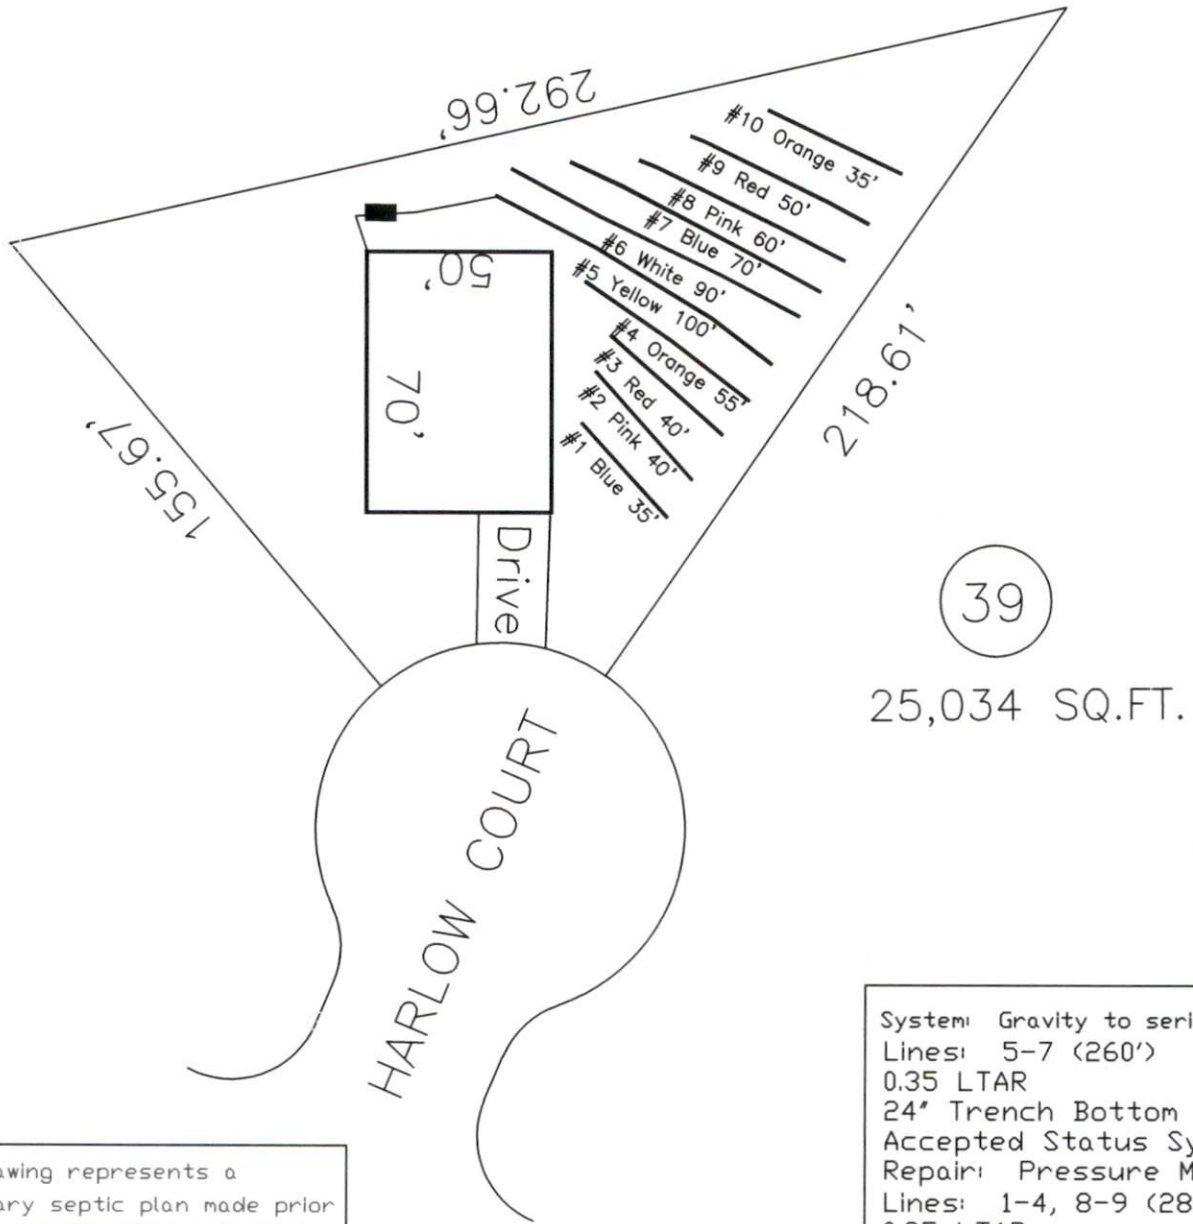 292.66'
#10 Orange 35'
#9 Red 50'
#8 Pink 60'
#7 Blue 70'
#6 White 90'
#5 Yellow 100'
#4 Orange 55'
#3 Red 40'
#2 Pink 40'
#1 Blue 35'
50'
70'
155.67'
218.61'
Drive
39
25,034 SQ.FT.
HARLOW COURT
System: Gravity to seri
Lines: 5-7 (260')
0.35 LTAR
24" Trench Bottom
Accepted Status Sy
Repair: Pressure M
Lines: 1-4, 8-9 (28
awing represents a
ary septic plan made prior